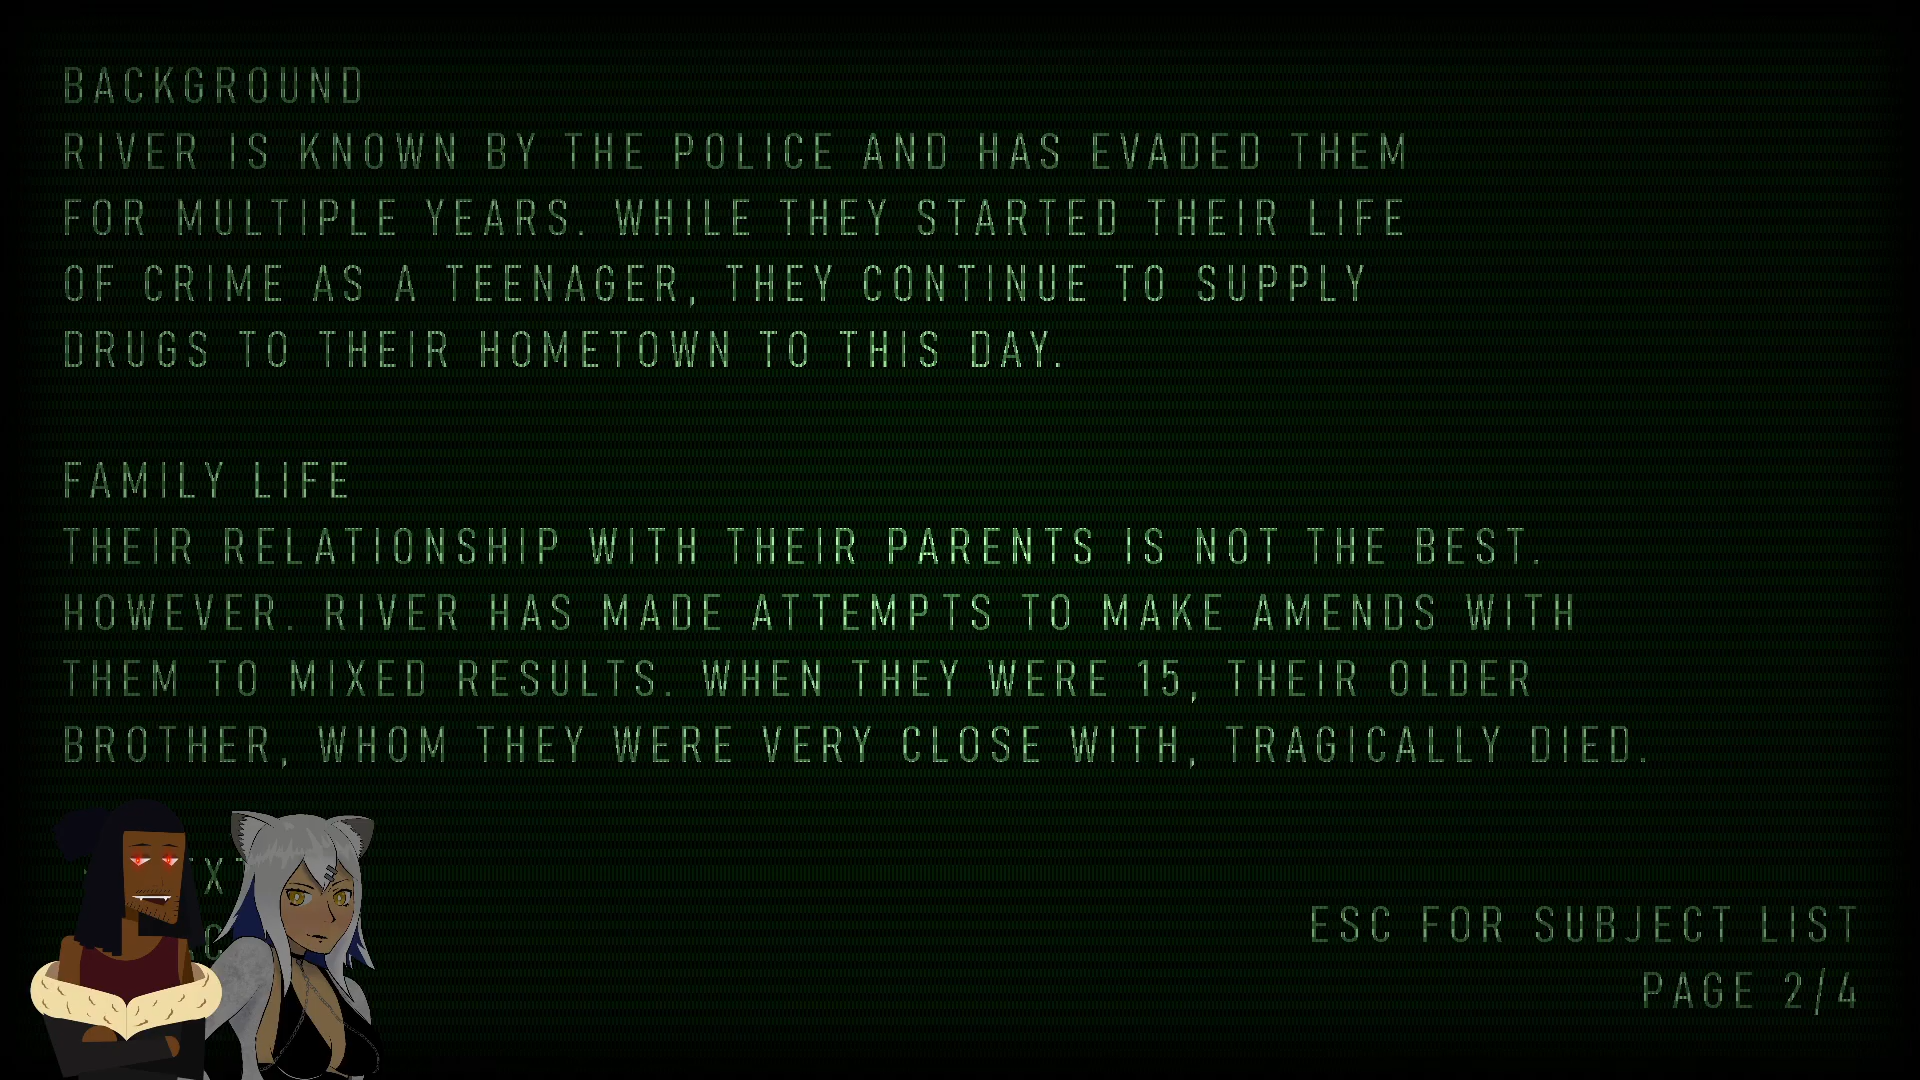 BACKGROUND
RIVER IS KNOWN BY THE POLICE AND HAS EVADED THEM
FOR MULTIPLE YEARS. WHILE THEY STARTED THEIR LIFE
OF CRIME AS A TEENAGER, THEY CONTINUE TO SUPPLY
DRUGS TO THEIR HOMETOWN TO THIS DAY.
FAMILY LIFE
THEIR RELATIONSHIP WITH THEIR PARENTS IS NOT THE BEST.
HOWEVER. RIVER HAS MADE ATTEMPTS TO MAKE AMENDS WITH
THEM TO MIXED RESULTS. WHEN THEY WERE 15, THEIR OLDER
BROTHER, WHOM THEY WERE VERY CLOSE WITH, TRAGICALLY DIED.
ESC FOR SUBJECT LIST
PAGE 2/4